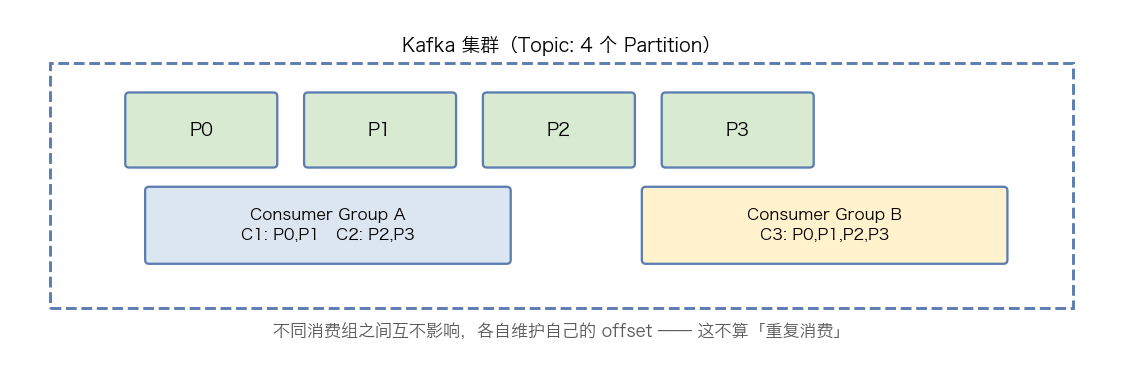 Kafka 集群（Topic: 4 个 Partition）
P0
P1
P2
P3
Consumer Group A
C1: P0,P1 C2: P2,P3
Consumer Group B
C3: P0,P1,P2,P3
不同消费组之间互不影响，各自维护自己的 offset —— 这不算「重复消费」